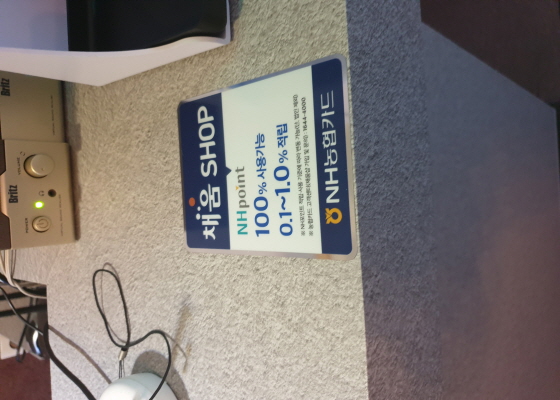 채움 SHOP
NHpoint
100% 사용가능
0.1~1.0% 적립
NH농협카드
Britz
Britz